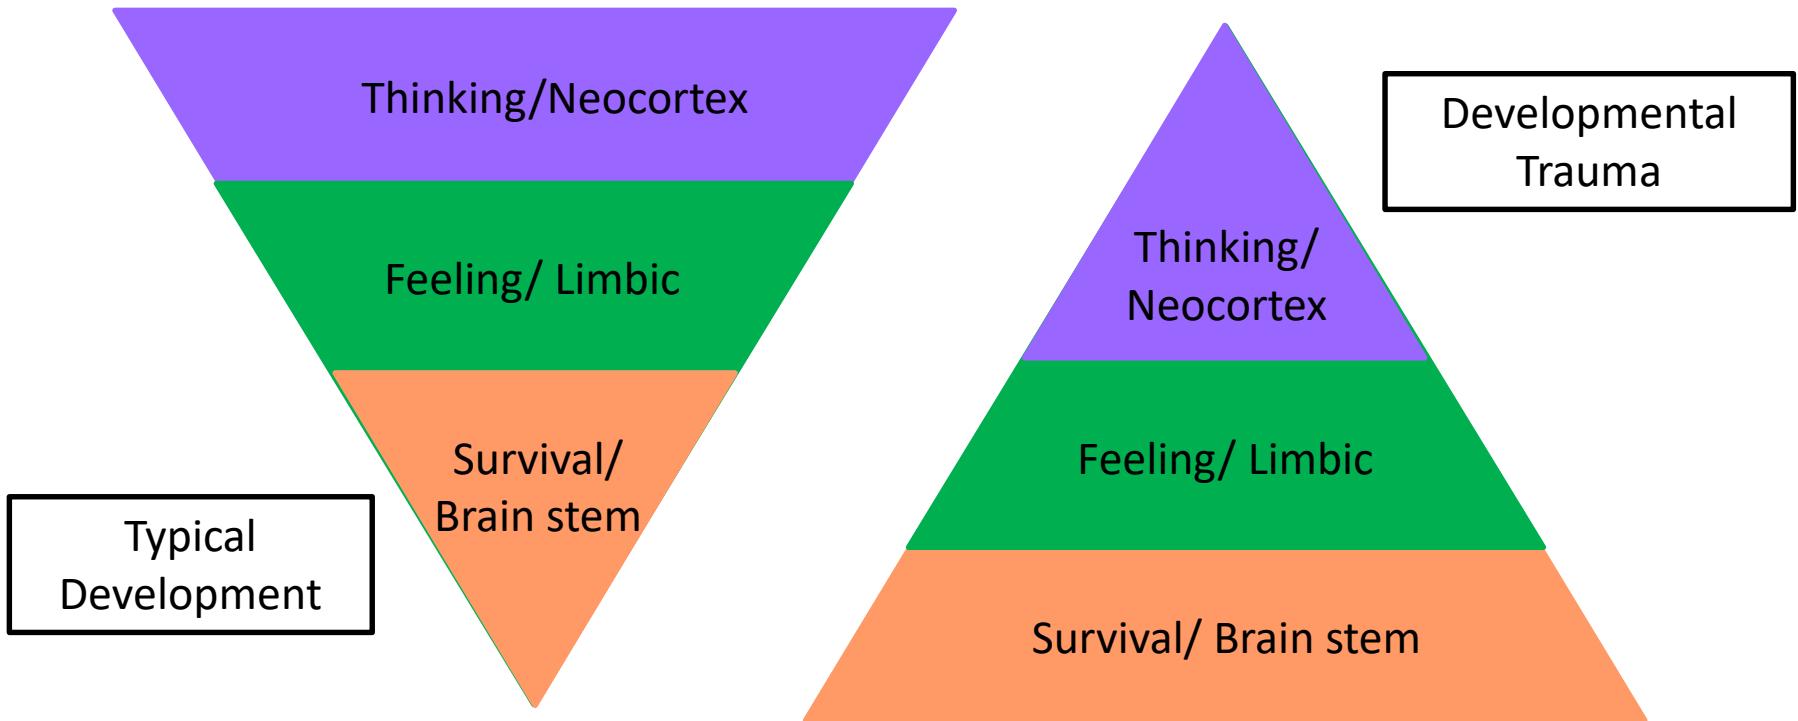 Thinking/Neocortex
Feeling/ Limbic
Survival/
Brain stem
Typical
Development
Developmental
Trauma
Thinking/
Neocortex
Feeling/ Limbic
Survival/ Brain stem